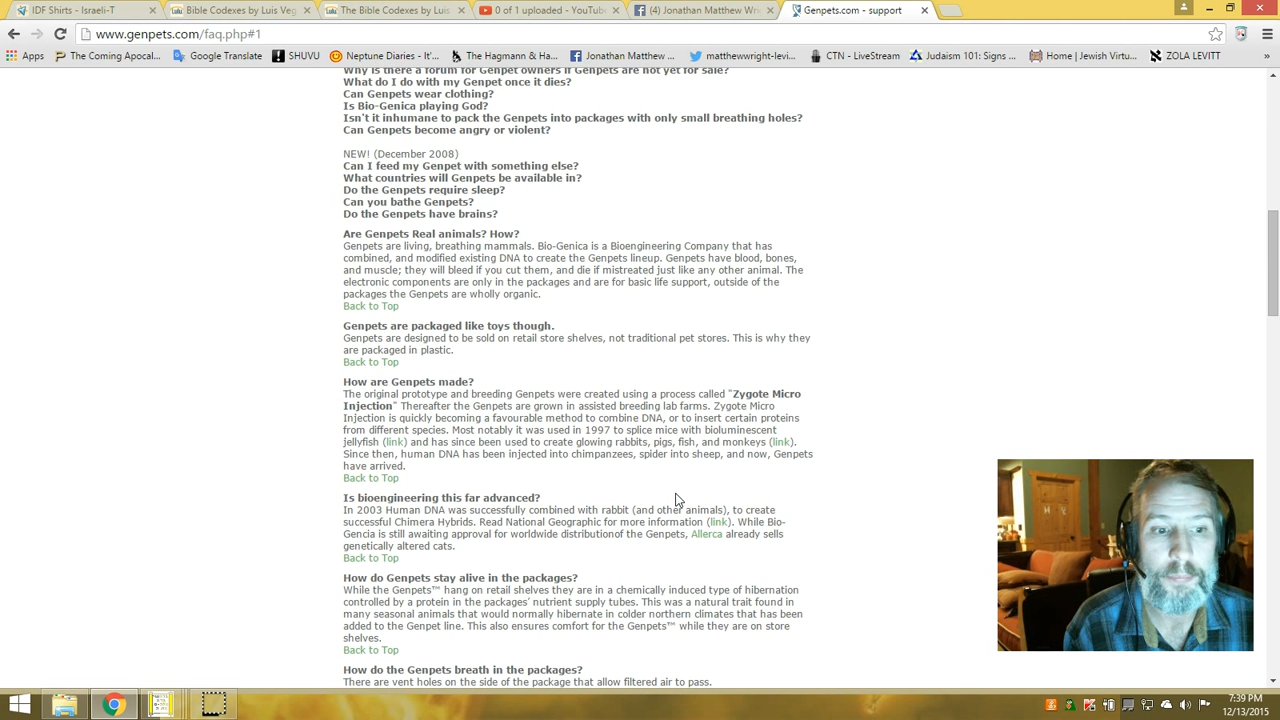 IDF Shirts - Israeli-T
Bible Codexes by Luis Veg
The Bible Codexes by Luis
0 of 1 uploaded - YouTub
(4) Jonathan Matthew Wri
Genpets.com - support
www.genpets.com/faq.php#1
Apps
The Coming Apocal...
Google Translate
SHUVU
Neptune Diaries - It'...
The Hagmann & Ha...
Jonathan Matthew ...
matthewwright-levi...
CTN - LiveStream
Judaism 101: Signs ...
Home | Jewish Virtu...
ZOLA LEVITT
»
Why is there a forum for Genpet owners if Genpets are not yet for sale?
What do I do with my Genpet once it dies?
Can Genpets wear clothing?
Is Bio-Genica playing God?
Isn't it inhumane to pack the Genpets into packages with only small breathing holes?
Can Genpets become angry or violent?
NEW! (December 2008)
Can I feed my Genpet with something else?
What countries will Genpets be available in?
Do the Genpets require sleep?
Can you bathe Genpets?
Do the Genpets have brains?
Are Genpets Real animals? How?
Genpets are living, breathing mammals. Bio-Genica is a Bioengineering Company that has
combined, and modified existing DNA to create the Genpets lineup. Genpets have blood, bones,
and muscle; they will bleed if you cut them, and die if mistreated just like any other animal. The
electronic components are only in the packages and are for basic life support, outside of the
packages the Genpets are wholly organic.
Back to Top
Genpets are packaged like toys though.
Genpets are designed to be sold on retail store shelves, not traditional pet stores. This is why they
are packaged in plastic.
Back to Top
How are Genpets made?
The original prototype and breeding Genpets were created using a process called "Zygote Micro
Injection" Thereafter the Genpets are grown in assisted breeding lab farms. Zygote Micro
Injection is quickly becoming a favourable method to combine DNA, or to insert certain proteins
from different species. Most notably it was used in 1997 to splice mice with bioluminescent
jellyfish (link) and has since been used to create glowing rabbits, pigs, fish, and monkeys (link).
Since then, human DNA has been injected into chimpanzees, spider into sheep, and now, Genpets
have arrived.
Back to Top
Is bioengineering this far advanced?
In 2003 Human DNA was successfully combined with rabbit (and other animals), to create
successful Chimera Hybrids. Read National Geographic for more information (link). While Bio-
Gencia is still awaiting approval for worldwide distributionof the Genpets, Allerca already sells
genetically altered cats.
Back to Top
How do Genpets stay alive in the packages?
While the Genpets™ hang on retail shelves they are in a chemically induced type of hibernation
controlled by a protein in the packages' nutrient supply tubes. This was a natural trait found in
many seasonal animals that would normally hibernate in colder northern climates that has been
added to the Genpet line. This also ensures comfort for the Genpets™ while they are on store
shelves.
Back to Top
How do the Genpets breath in the packages?
There are vent holes on the side of the package that allow filtered air to pass.
7:39 PM
12/13/2015